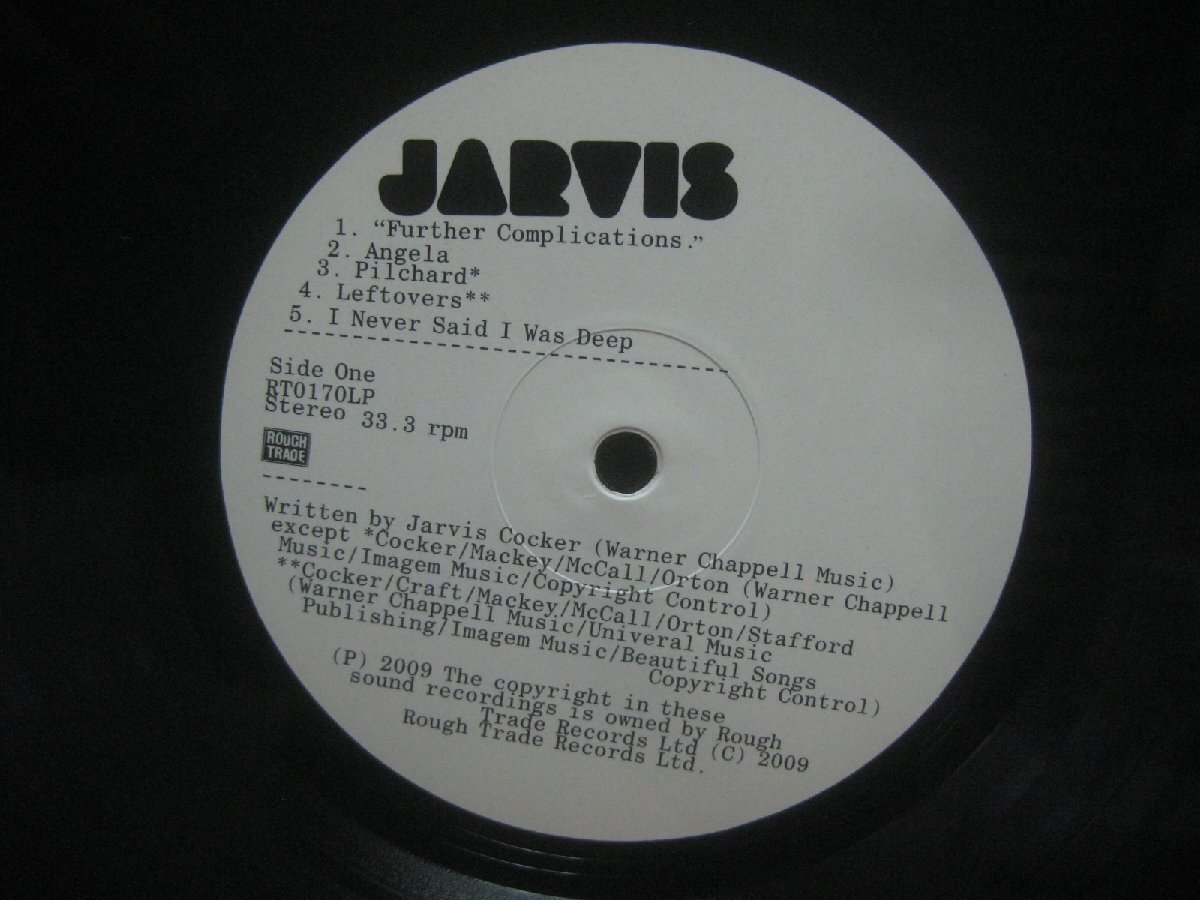 JARVIS
1. “Further Complications.”
2. Angela
3. Pilchard*
4. Leftovers**
5. I Never Said I Was Deep
Side One
RT0170LP
Stereo 33.3 rpm
ROUGH
TRADE
Written by Jarvis Cocker (Warner Chappell Music)
except *Cocker/Mackey/McCall/Orton (Warner Chappell
Music/Imagem Music/Copyright Control)
**Cocker/Craft/Mackey/McCall/Orton/Stafford
(Warner Chappell Music/Univeral Music
Publishing/Imagem Music/Beautiful Songs
Copyright Control)
(P) 2009 The copyright in these
sound recordings is owned by Rough
Trade Records Ltd (C) 2009
Rough Trade Records Ltd.